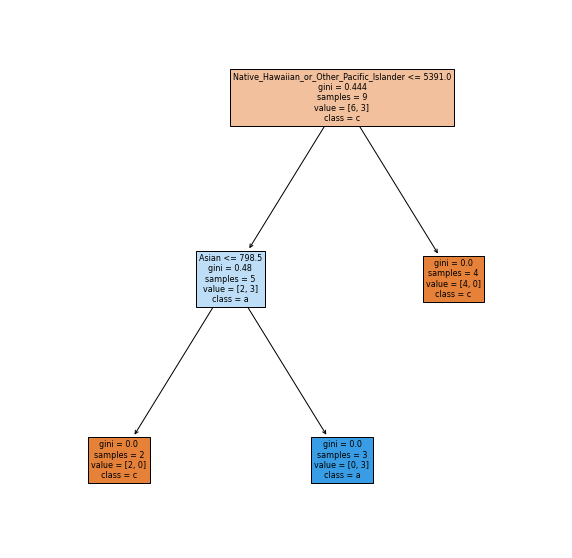 Native_Hawaiian_or_Other_Pacific_Islander <= 5391.0
gini = 0.444
samples = 9
value = [6, 3]
class = c
Asian <= 798.5
gini = 0.48
samples = 5
value = [2, 3]
class = a
gini = 0.0
samples = 4
value = [4, 0]
class = c
gini = 0.0
samples = 2
value = [2, 0]
class = c
gini = 0.0
samples = 3
value = [0, 3]
class = a